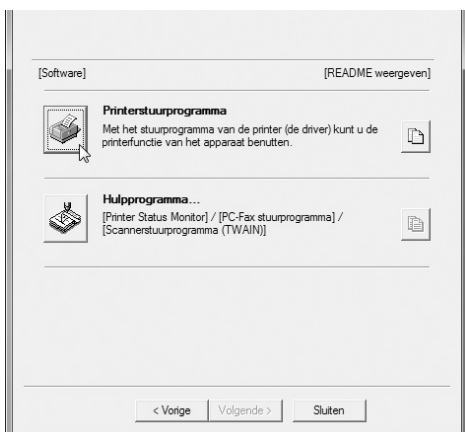 [Software] [README weergeven]
Printerstuurprogramma
Met het stuurprogramma van de printer (de driver) kunt u de
printerfunctie van het apparaat benutten.
Hulpprogramma...
[Printer Status Monitor] / [PC-Fax stuurprogramma] /
[Scannerstuurprogramma (TWAIN)]
< Vorige Volgende > Sluiten